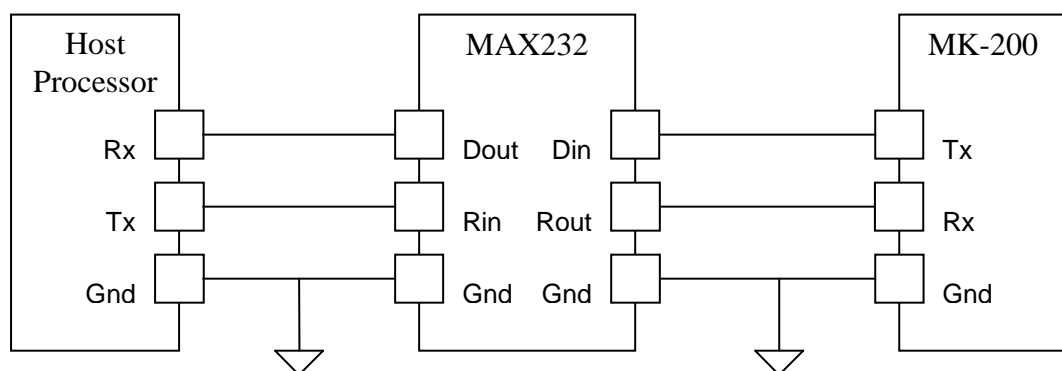 Host
Processor
MAX232
MK-200
Rx
Dout Din
Tx
Tx
Rin Rout
Rx
Gnd
Gnd Gnd
Gnd